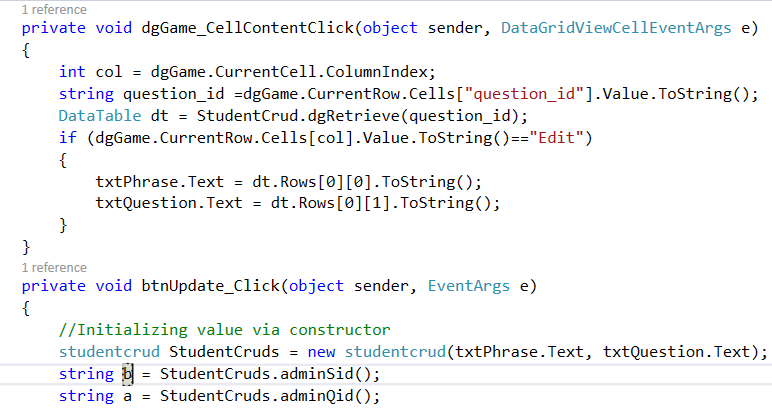 1 reference
private void dgGame_CellContentClick(object sender, DataGridViewCellEventArgs e)
{
int col = dgGame.CurrentCell.ColumnIndex;
string question_id =dgGame.CurrentRow.Cells["question_id"].Value.ToString();
DataTable dt = StudentCrud.dgRetrieve(question_id);
if (dgGame.CurrentRow.Cells[col].Value.ToString()=="Edit")
{
txtPhrase.Text = dt.Rows[0][0].ToString();
txtQuestion.Text = dt.Rows[0][1].ToString();
}
}
1 reference
private void btnUpdate_Click(object sender, EventArgs e)
{
//Initializing value via constructor
studentcrud StudentCruds = new studentcrud(txtPhrase.Text, txtQuestion.Text);
string b = StudentCruds.adminSid();
string a = StudentCruds.adminQid();